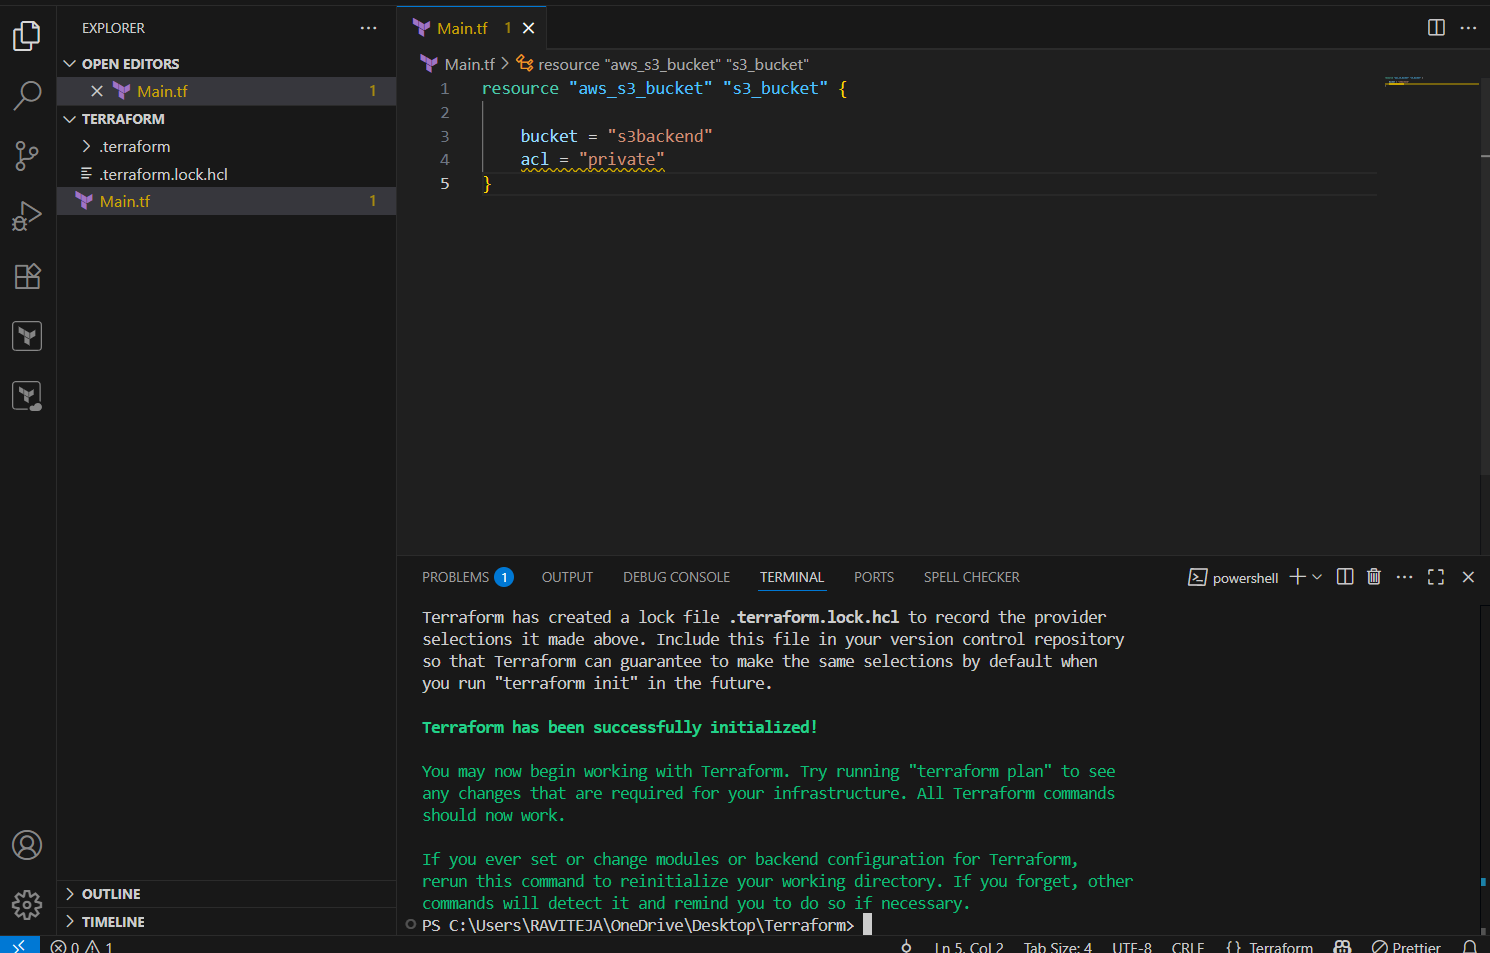 EXPLORER
OPEN EDITORS
Main.tf 1
TERRAFORM
.terraform
.terraform.lock.hcl
Main.tf 1
OUTLINE
TIMELINE
Main.tf 1
Main.tf > resource "aws_s3_bucket" "s3_bucket"
1 resource "aws_s3_bucket" "s3_bucket" {
2
3 bucket = "s3backend"
4 acl = "private"
5 }
PROBLEMS 1 OUTPUT DEBUG CONSOLE TERMINAL PORTS SPELL CHECKER powershell
Terraform has created a lock file .terraform.lock.hcl to record the provider
selections it made above. Include this file in your version control repository
so that Terraform can guarantee to make the same selections by default when
you run "terraform init" in the future.
Terraform has been successfully initialized!
You may now begin working with Terraform. Try running "terraform plan" to see
any changes that are required for your infrastructure. All Terraform commands
should now work.
If you ever set or change modules or backend configuration for Terraform,
rerun this command to reinitialize your working directory. If you forget, other
commands will detect it and remind you to do so if necessary.
PS C:\Users\RAVITEJA\OneDrive\Desktop\Terraform>
0 1 Ln 5, Col 2 Tab Size: 4 UTF-8 CRLF {} Terraform Prettier